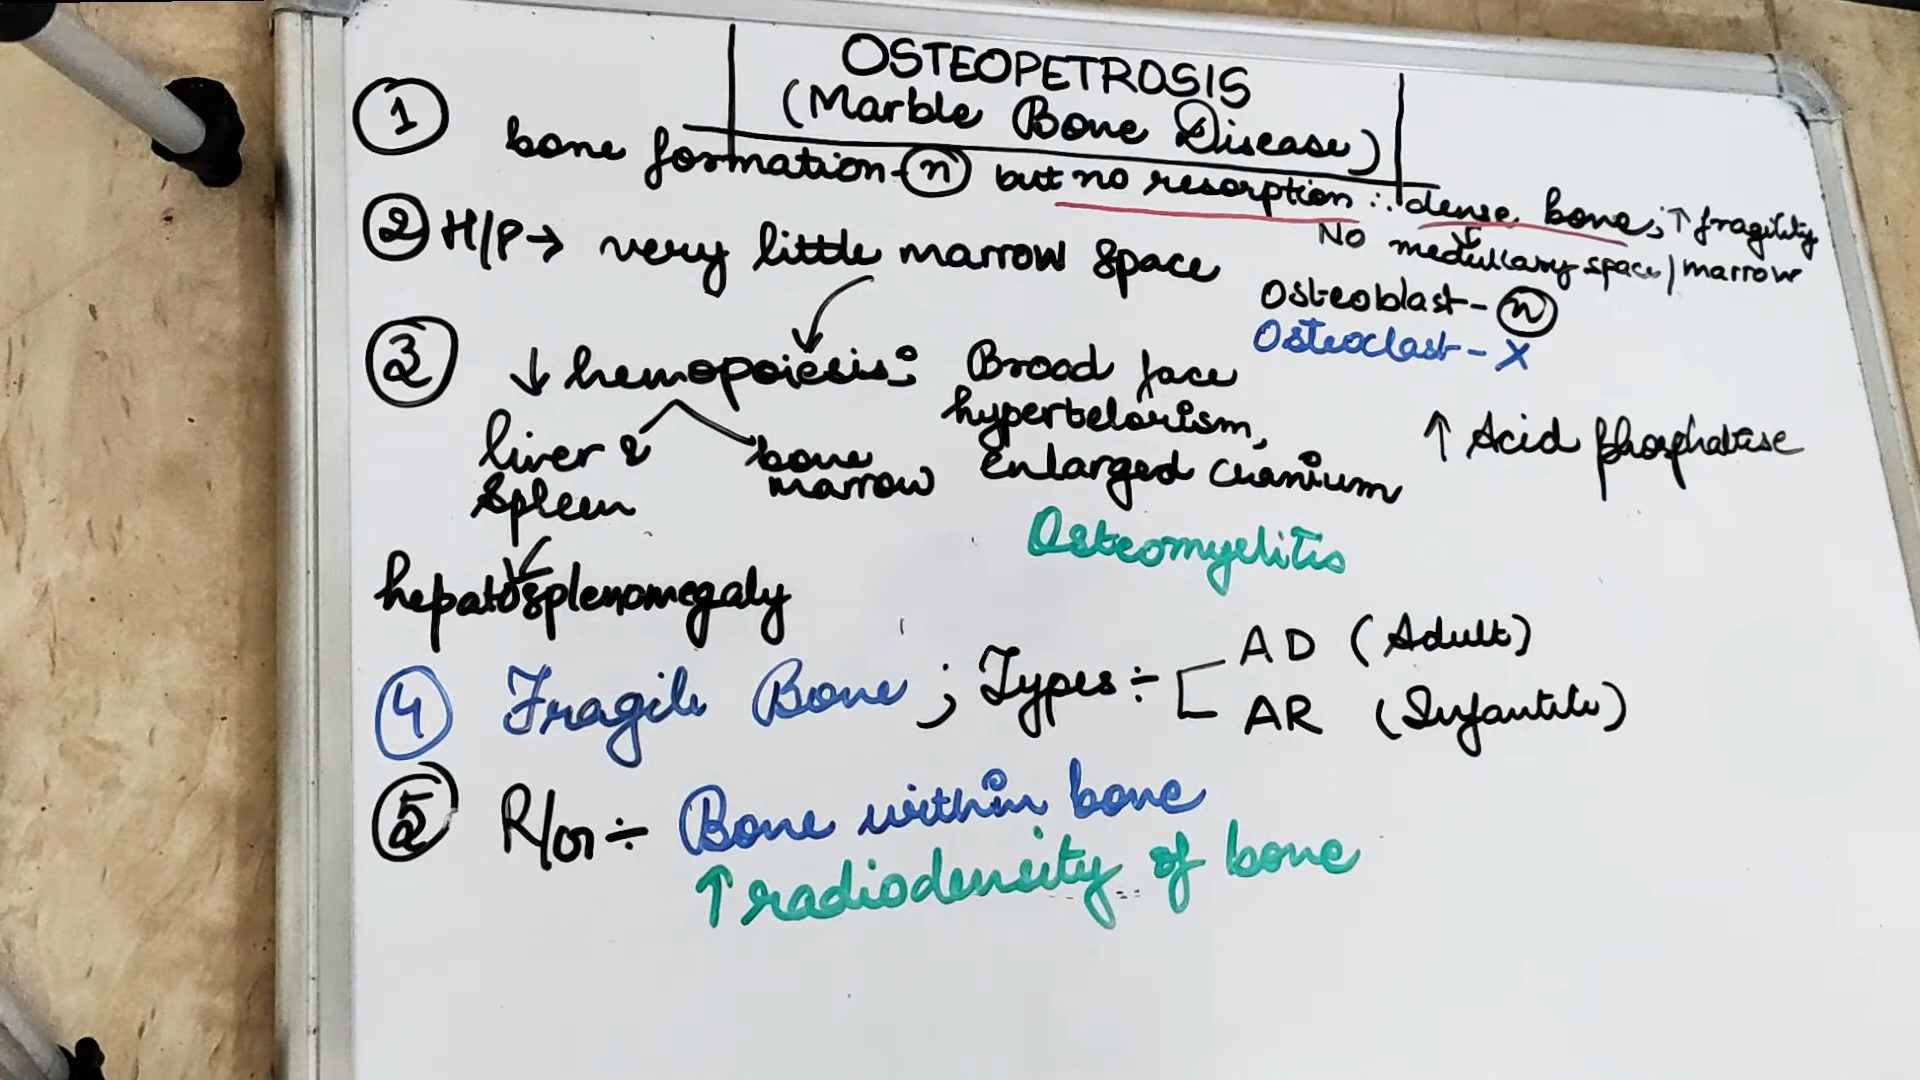 OSTEOPETROSIS
(Marble Bone Disease)
① bone formation - ⓝ but no resorption ∴ dense bone; ↑ fragility
No medullary space/marrow
② H/P → very little marrow space
Osteoblast - ⓝ
Osteoclast - X
③ ↓ hemopoiesis; Broad face
hypertelorism,
enlarged cranium
↑ Acid phosphatase
liver &
spleen
bone
marrow
Osteomyelitis
hepatosplenomegaly
④ Fragile Bone ; Types ÷ AD (Adult)
AR (Infantile)
⑤ R/O ÷ Bone within bone
↑ radiodensity of bone